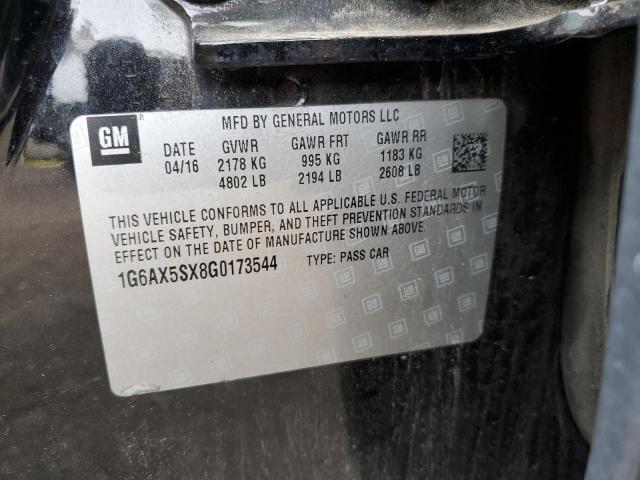 GM
MFD BY GENERAL MOTORS LLC
DATE GVWR GAWR FRT GAWR RR
04/16 2178 KG 995 KG 1183 KG
4802 LB 2194 LB 2608 LB
THIS VEHICLE CONFORMS TO ALL APPLICABLE U.S. FEDERAL MOTOR
VEHICLE SAFETY, BUMPER, AND THEFT PREVENTION STANDARDS IN
EFFECT ON THE DATE OF MANUFACTURE SHOWN ABOVE.
1G6AX5SX8G0173544 TYPE: PASS CAR